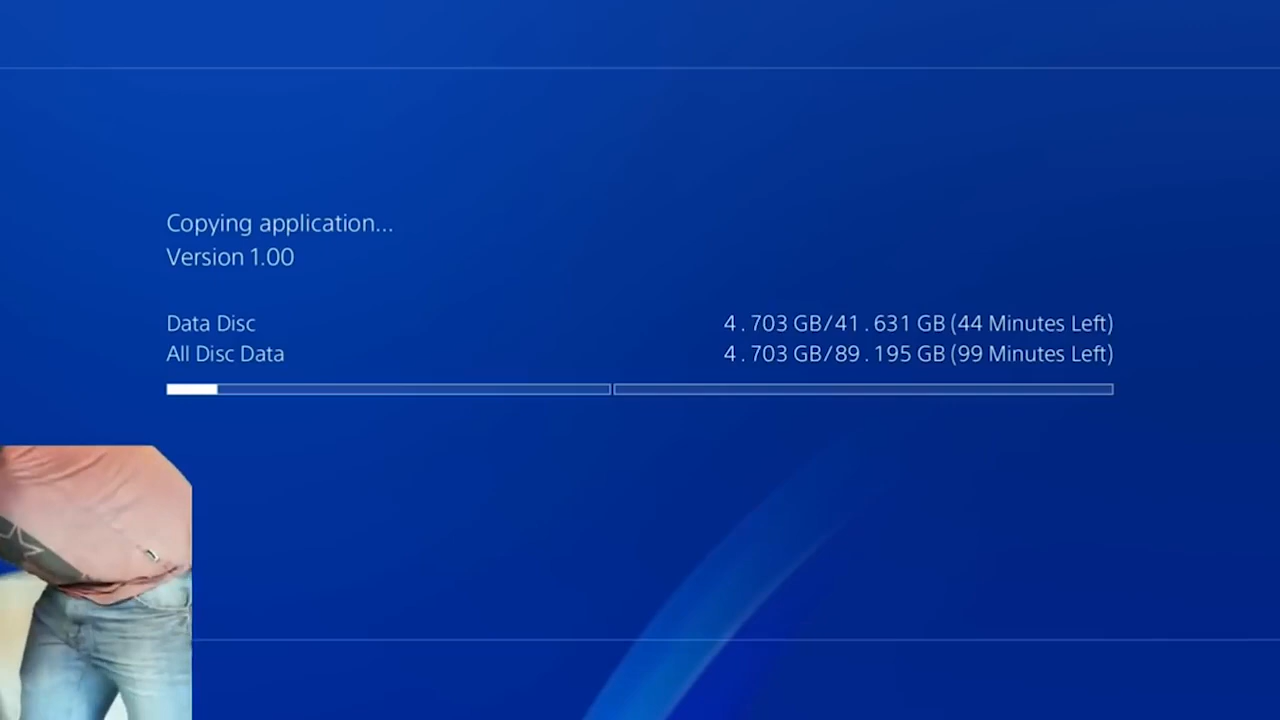 Copying application...
Version 1.00
Data Disc 4.703 GB/41.631 GB (44 Minutes Left)
All Disc Data 4.703 GB/89.195 GB (99 Minutes Left)